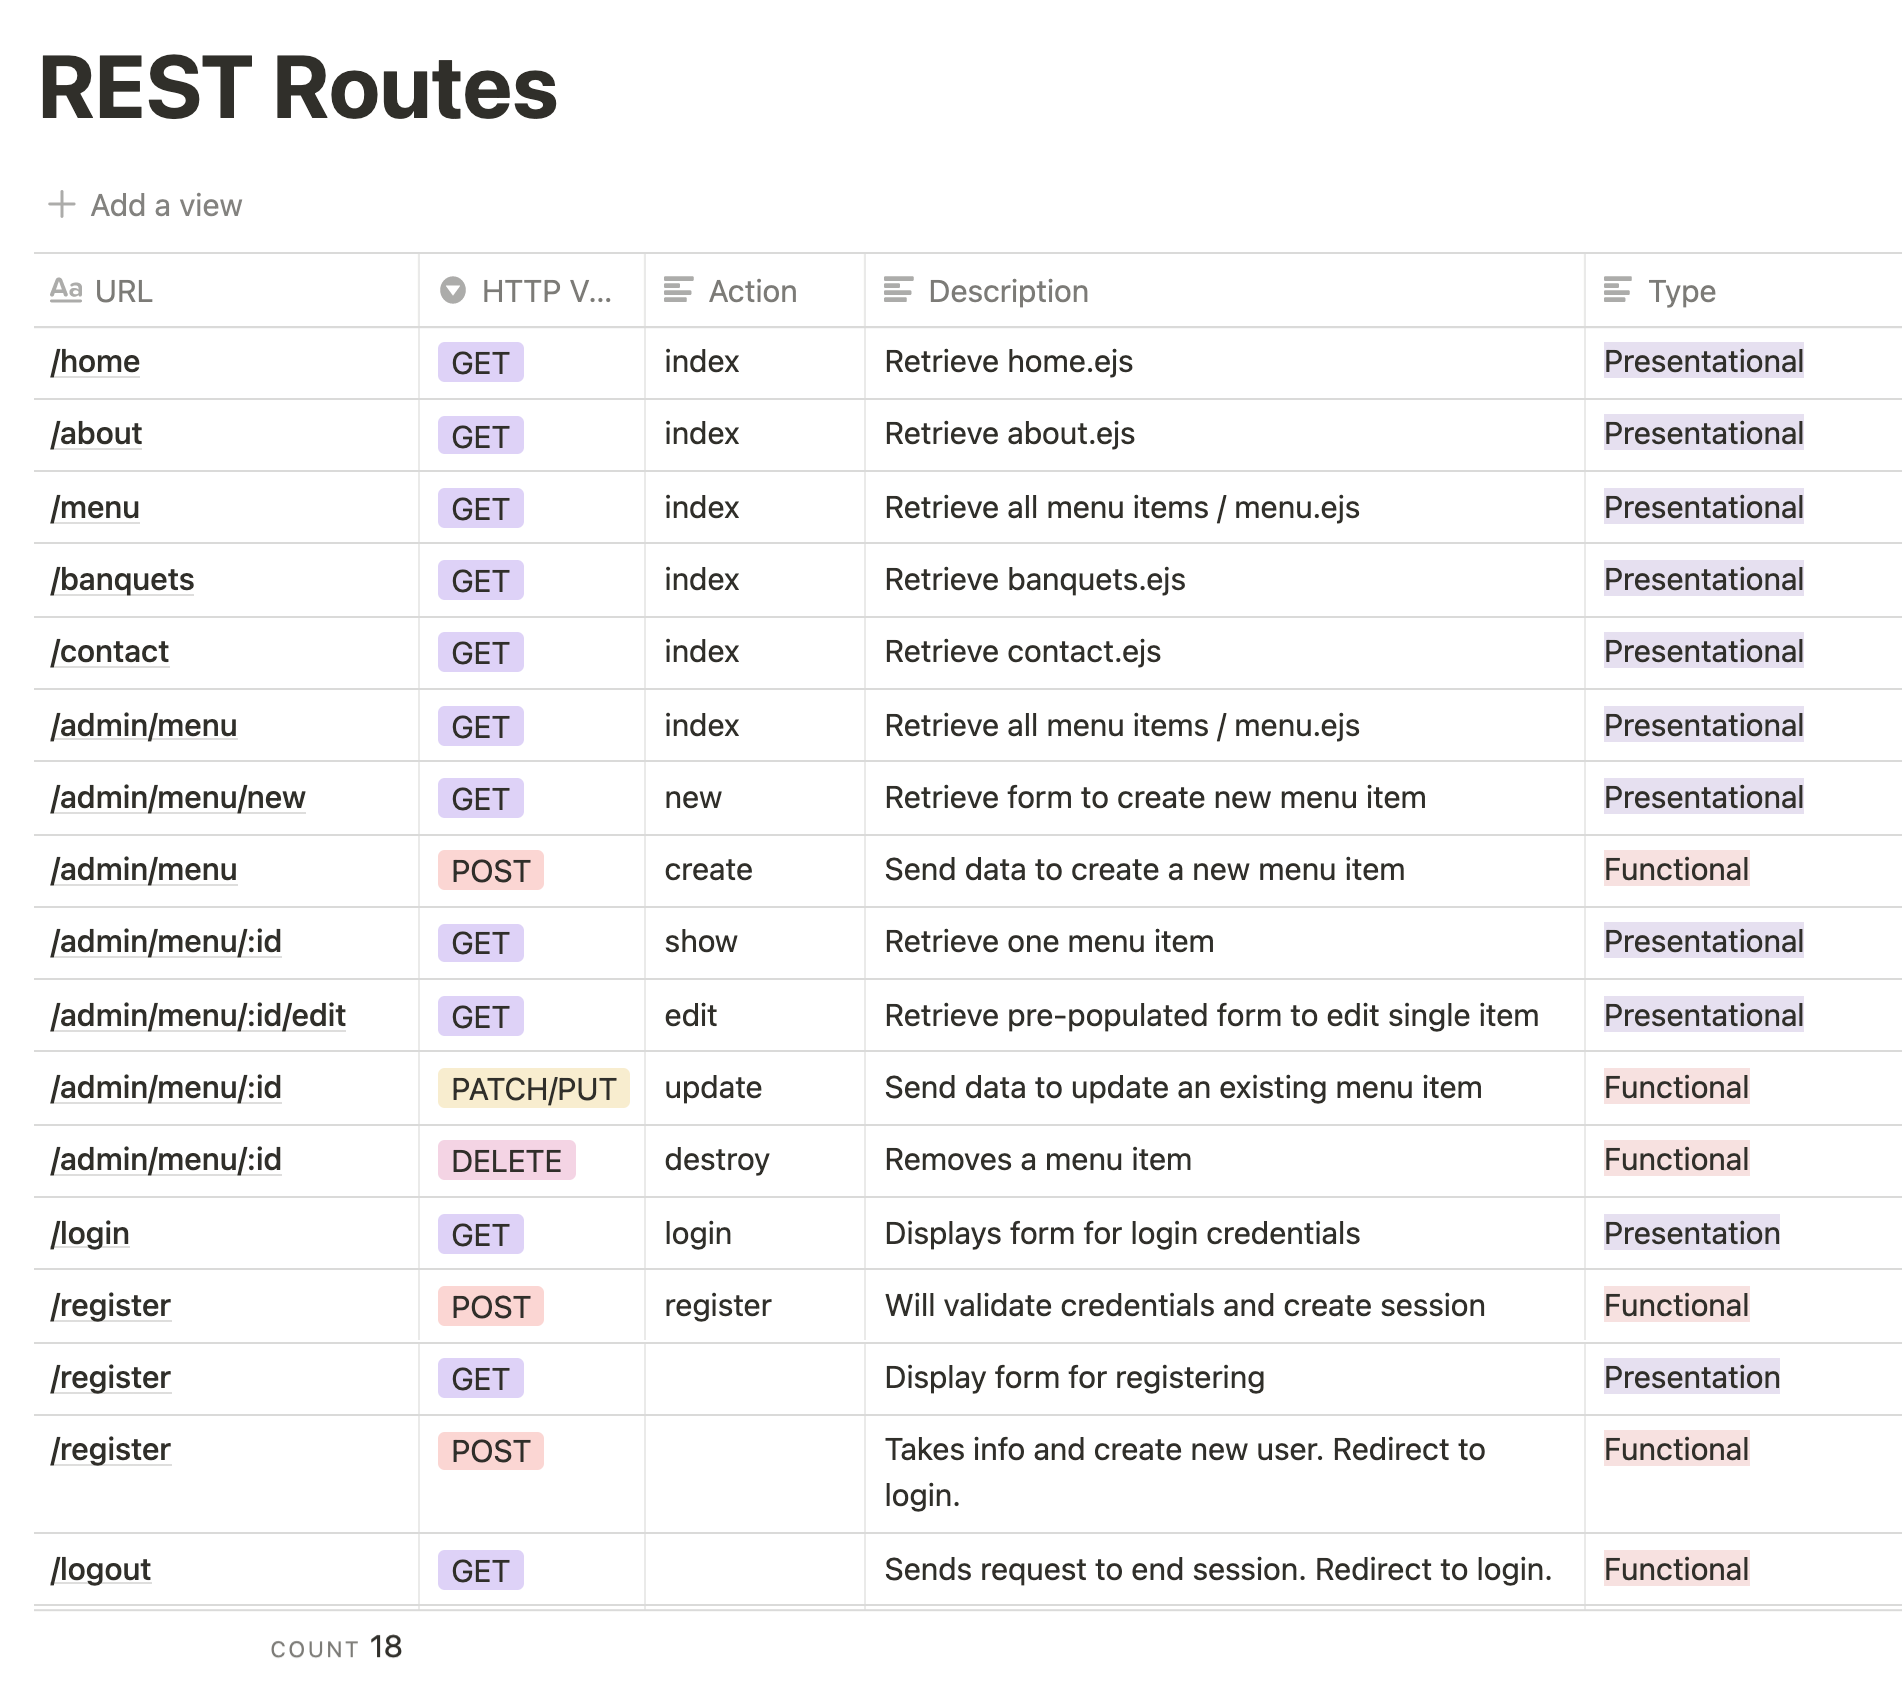 REST Routes
Add a view
Aa URL HTTP V... Action Description Type
/home GET index Retrieve home.ejs Presentational
/about GET index Retrieve about.ejs Presentational
/menu GET index Retrieve all menu items / menu.ejs Presentational
/banquets GET index Retrieve banquets.ejs Presentational
/contact GET index Retrieve contact.ejs Presentational
/admin/menu GET index Retrieve all menu items / menu.ejs Presentational
/admin/menu/new GET new Retrieve form to create new menu item Presentational
/admin/menu POST create Send data to create a new menu item Functional
/admin/menu/:id GET show Retrieve one menu item Presentational
/admin/menu/:id/edit GET edit Retrieve pre-populated form to edit single item Presentational
/admin/menu/:id PATCH/PUT update Send data to update an existing menu item Functional
/admin/menu/:id DELETE destroy Removes a menu item Functional
/login GET login Displays form for login credentials Presentation
/register POST register Will validate credentials and create session Functional
/register GET Display form for registering Presentation
/register POST Takes info and create new user. Redirect to Functional
login.
/logout GET Sends request to end session. Redirect to login. Functional
COUNT 18